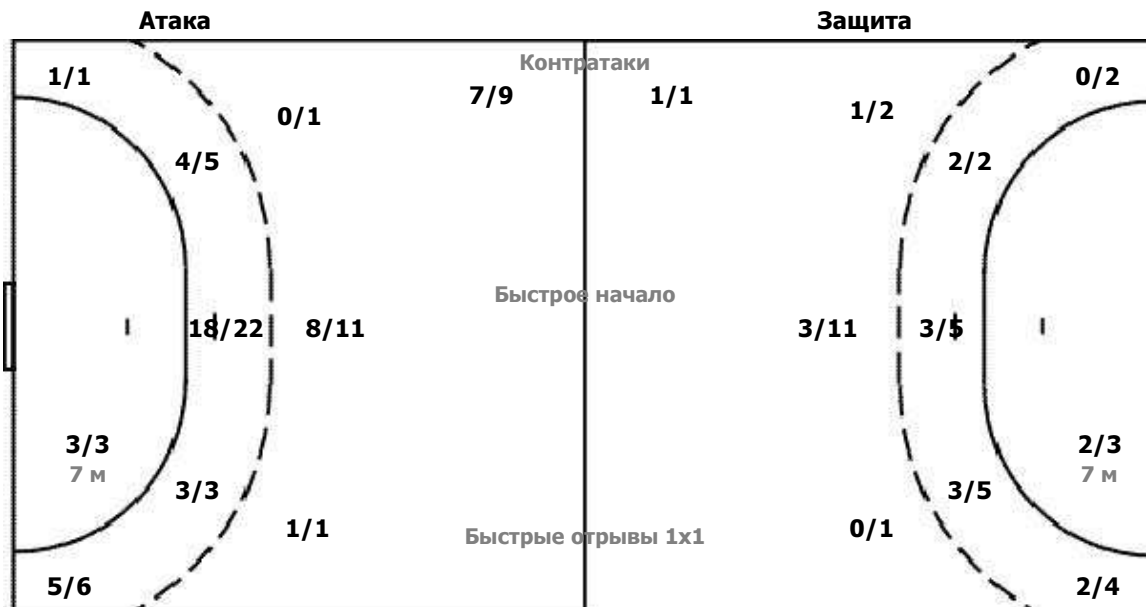 Атака
Защита
Контратаки
1/1
0/2
7/9
1/1
0/1
1/2
4/5
2/2
Быстрое начало
18/22
8/11
3/11
3/5
3/3
7 м
2/3
7 м
3/3
3/5
1/1
Быстрые отрывы 1x1
0/1
5/6
2/4